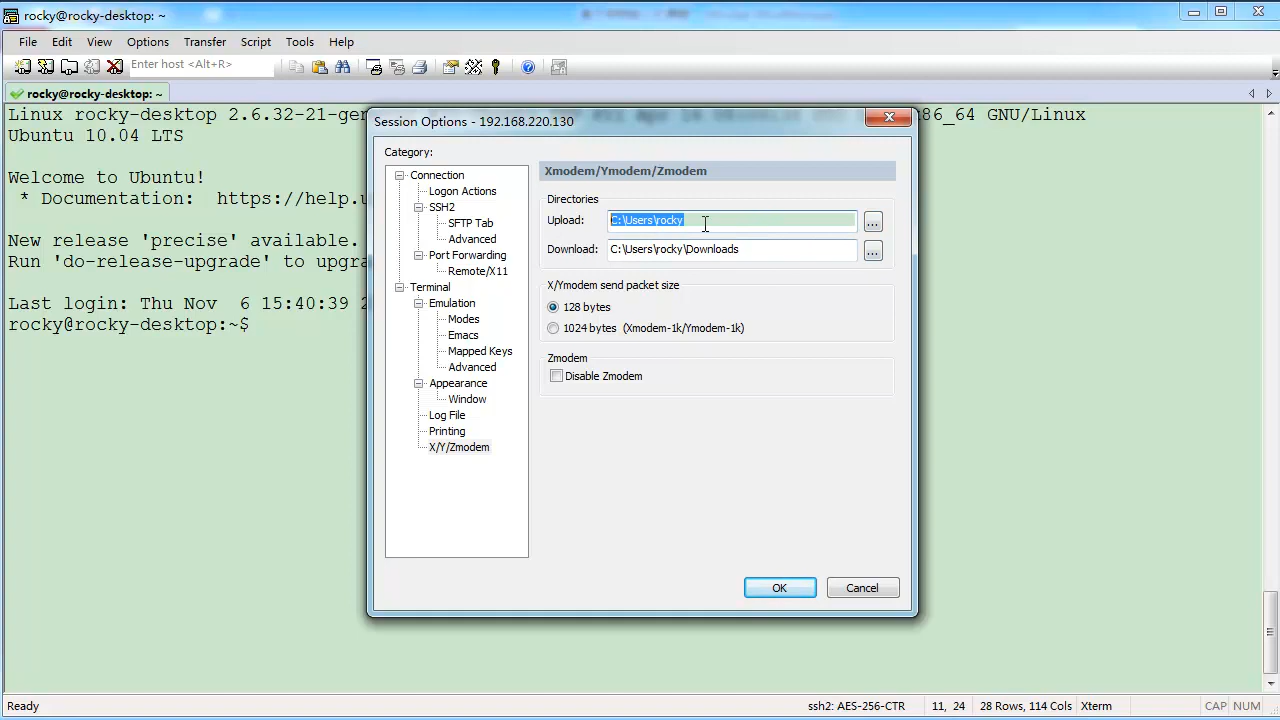 rocky@rocky-desktop: ~
File Edit View Options Transfer Script Tools Help
Enter host <Alt+R>
rocky@rocky-desktop: ~
Linux rocky-desktop 2.6.32-21-gen 86_64 GNU/Linux
Ubuntu 10.04 LTS
Welcome to Ubuntu!
* Documentation: https://help.u
New release 'precise' available.
Run 'do-release-upgrade' to upgra
Last login: Thu Nov 6 15:40:39 2
rocky@rocky-desktop:~$
Session Options - 192.168.220.130
Category:
Connection
Logon Actions
SSH2
SFTP Tab
Advanced
Port Forwarding
Remote/X11
Terminal
Emulation
Modes
Emacs
Mapped Keys
Advanced
Appearance
Window
Log File
Printing
X/Y/Zmodem
Xmodem/Ymodem/Zmodem
Directories
Upload: C:\Users\rocky ...
Download: C:\Users\rocky\Downloads ...
X/Ymodem send packet size
128 bytes
1024 bytes (Xmodem-1k/Ymodem-1k)
Zmodem
Disable Zmodem
OK Cancel
Ready ssh2: AES-256-CTR 11, 24 28 Rows, 114 Cols Xterm CAP NUM